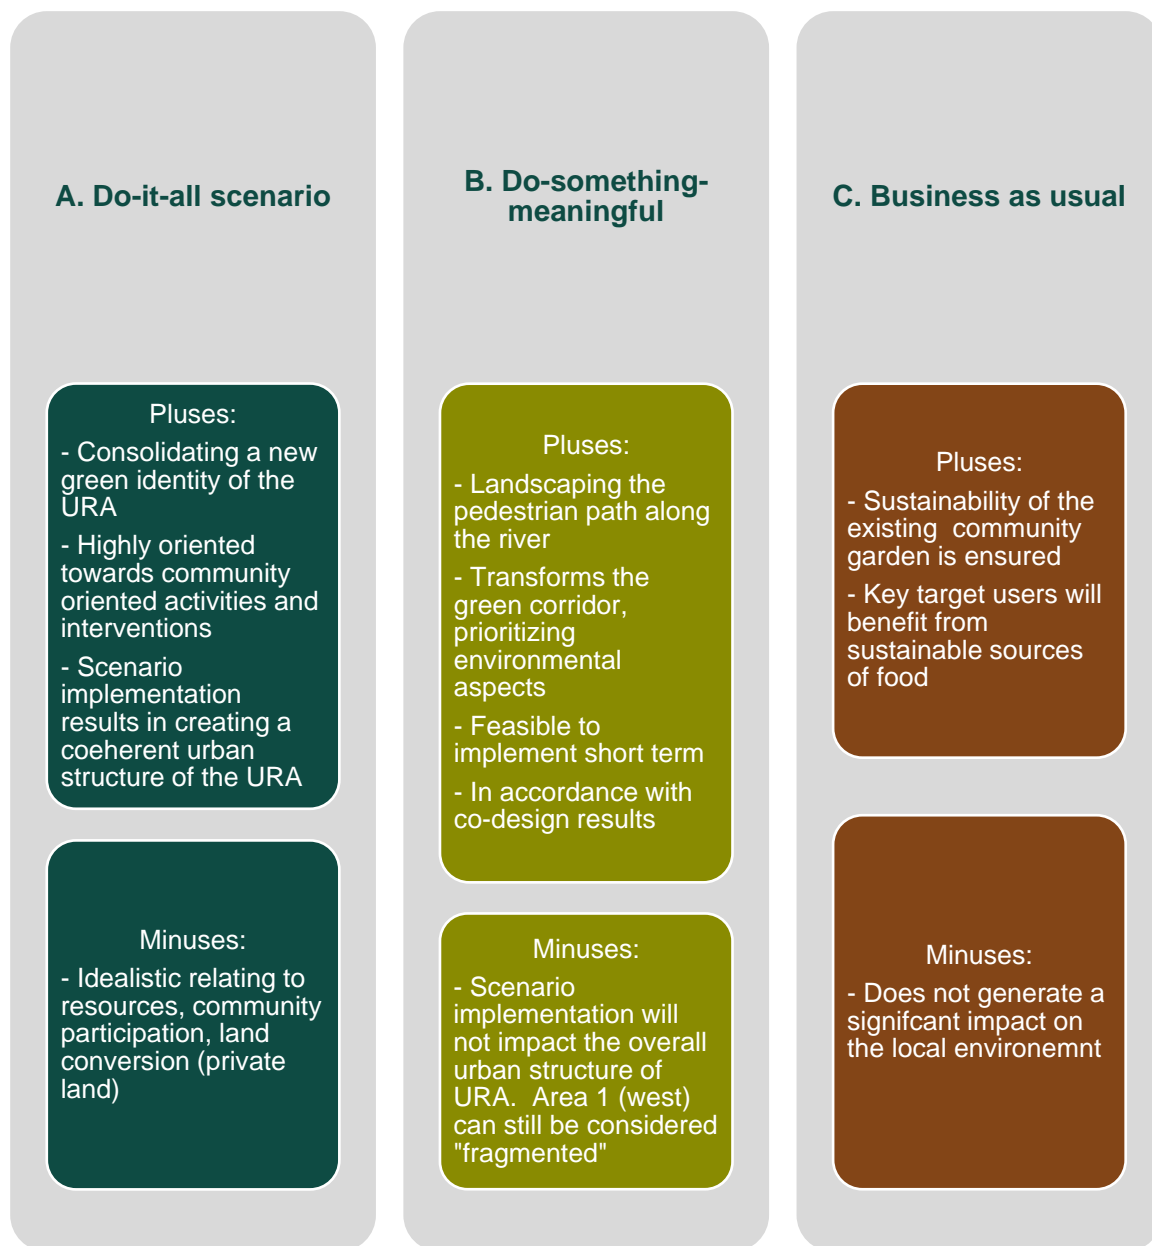 A. Do-it-all scenario
Pluses:
- Consolidating a new
green identity of the
URA
- Highly oriented
towards community
oriented activities and
interventions
- Scenario
implementation
results in creating a
coeherent urban
structure of the URA
Minuses:
- Idealistic relating to
resources, community
participation, land
conversion (private
land)
B. Do-something-
meaningful
Pluses:
- Landscaping the
pedestrian path along
the river
- Transforms the
green corridor,
prioritizing
environmental
aspects
- Feasible to
implement short term
- In accordance with
co-design results
Minuses:
- Scenario
implementation will
not impact the overall
urban structure of
URA.  Area 1 (west)
can still be considered
"fragmented"
C. Business as usual
Pluses:
- Sustainability of the
existing  community
garden is ensured
- Key target users will
benefit from
sustainable sources
of food
Minuses:
- Does not generate a
signifcant impact on
the local environemnt